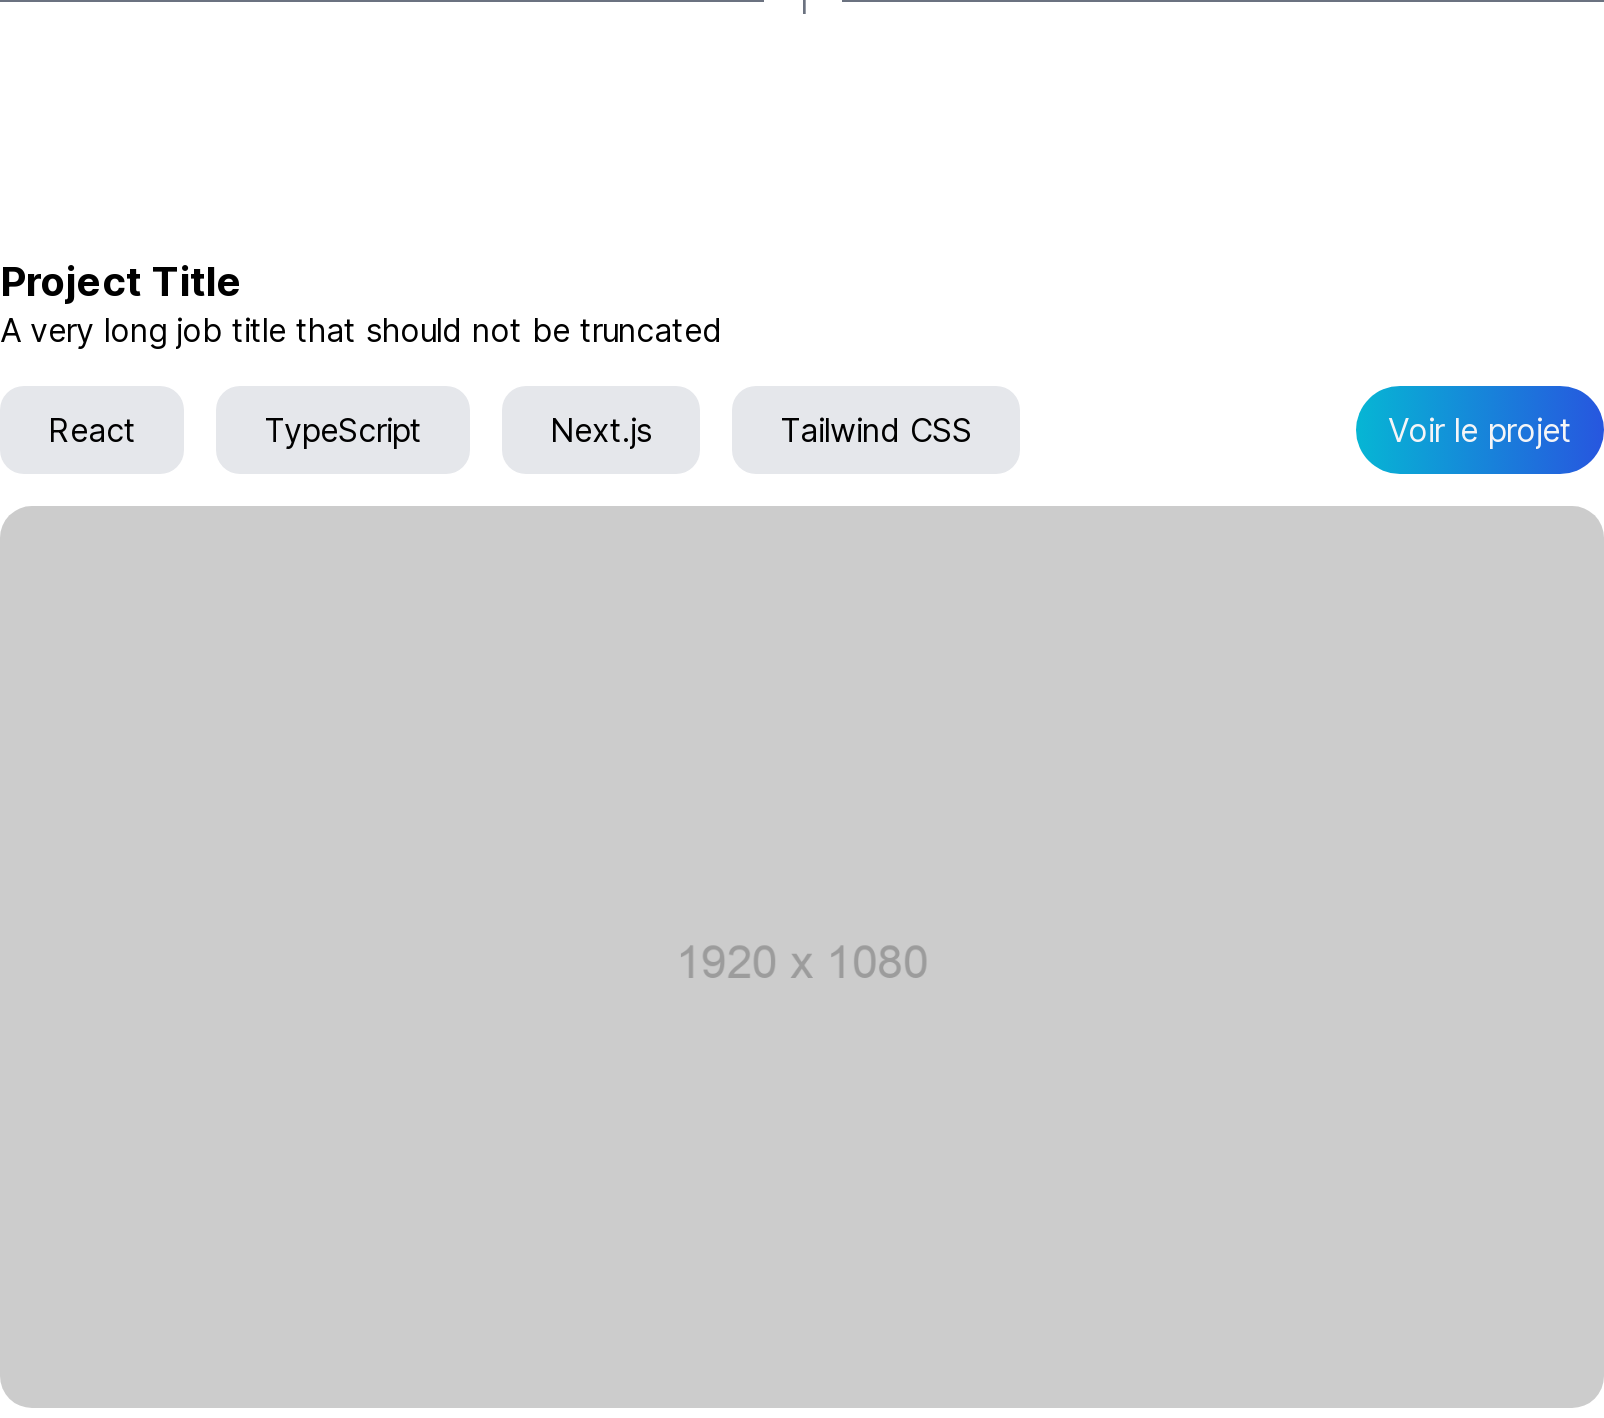 Project Title
A very long job title that should not be truncated
React
TypeScript
Next.js
Tailwind CSS
Voir le projet
1920 x 1080